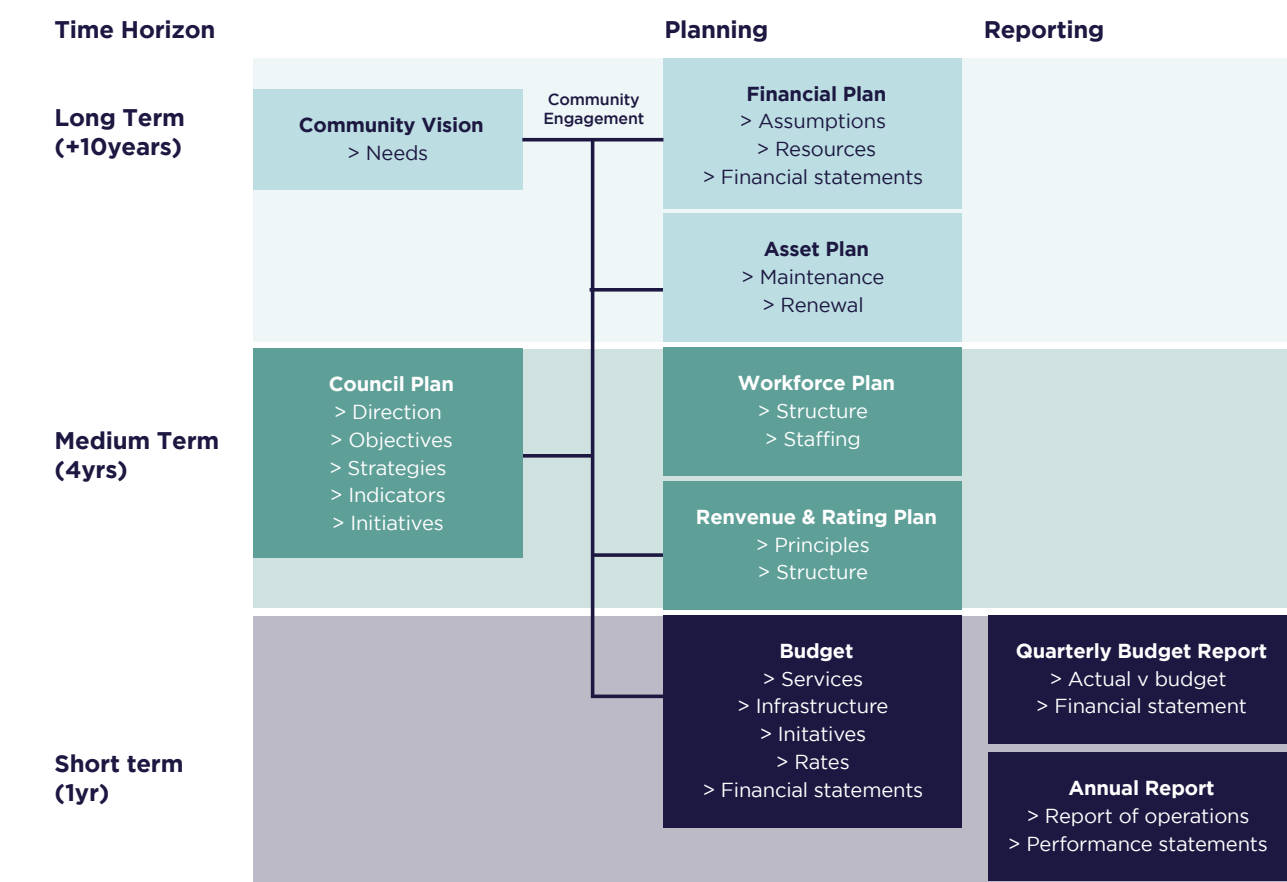 Time Horizon
Planning
Reporting
Long Term
(+10years)
Community Vision
> Needs
Community
Engagement
Financial Plan
> Assumptions
> Resources
> Financial statements
Asset Plan
> Maintenance
> Renewal
Medium Term
(4yrs)
Council Plan
> Direction
> Objectives
> Strategies
> Indicators
> Initiatives
Workforce Plan
> Structure
> Staffing
Renvenue & Rating Plan
> Principles
> Structure
Short term
(1yr)
Budget
> Services
> Infrastructure
> Initatives
> Rates
> Financial statements
Quarterly Budget Report
> Actual v budget
> Financial statement
Annual Report
> Report of operations
> Performance statements